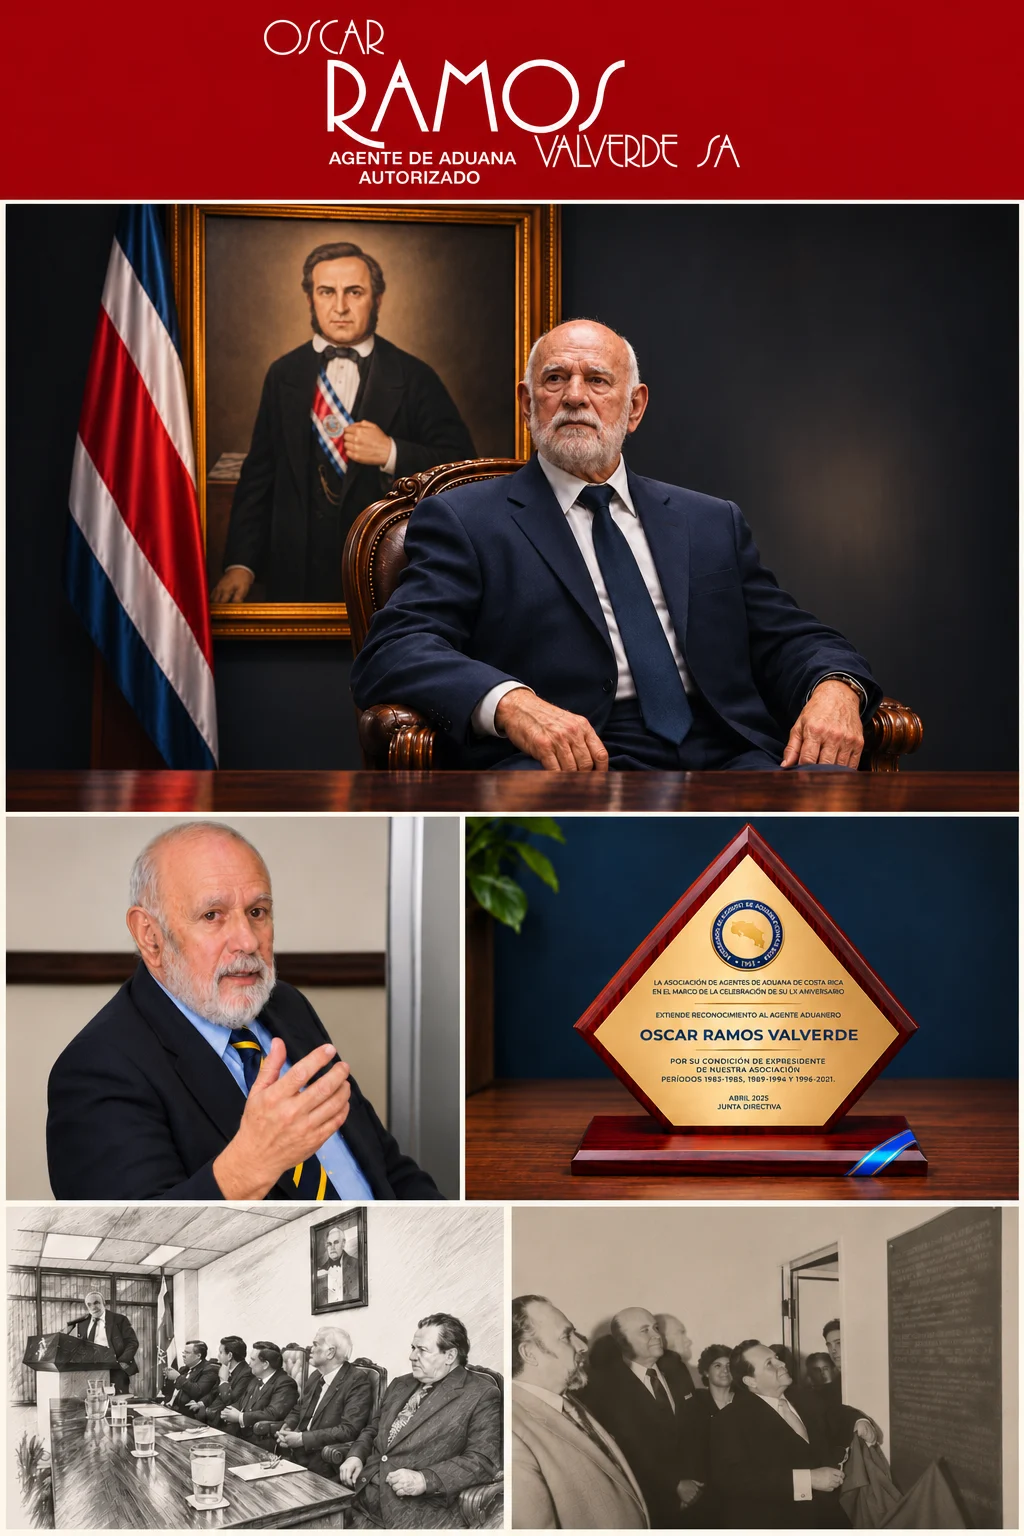 OSCAR
RAMOS
VALVERDE SA
AGENTE DE ADUANA
AUTORIZADO
LA ASOCIACIÓN DE AGENTES DE ADUANA DE COSTA RICA
EN EL MARCO DE LA CELEBRACIÓN DE SU LX ANIVERSARIO
EXTIENDE RECONOCIMIENTO AL AGENTE ADUANERO
OSCAR RAMOS VALVERDE
POR SU CONDICIÓN DE EXPRESIDENTE
DE NUESTRA ASOCIACIÓN
PERÍODOS 1983-1985, 1989-1994 Y 1996-2021.
ABRIL 2025
JUNTA DIRECTIVA